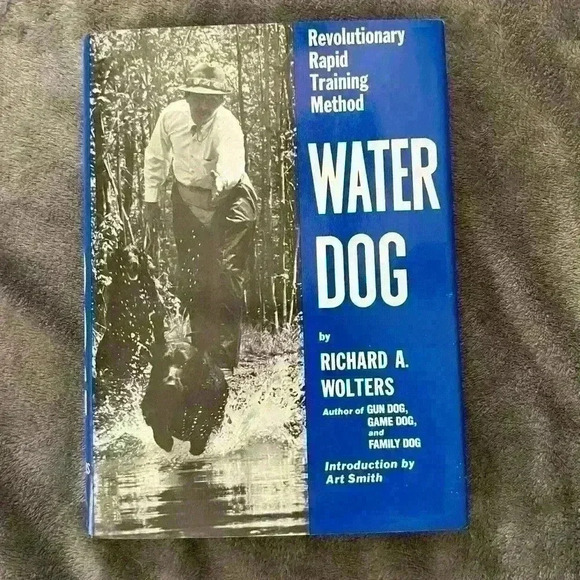 Revolutionary
Rapid
Training
Method
WATER
DOG
by
RICHARD A.
WOLTERS
Author of GUN DOG,
GAME DOG,
and
FAMILY DOG
Introduction by
Art Smith